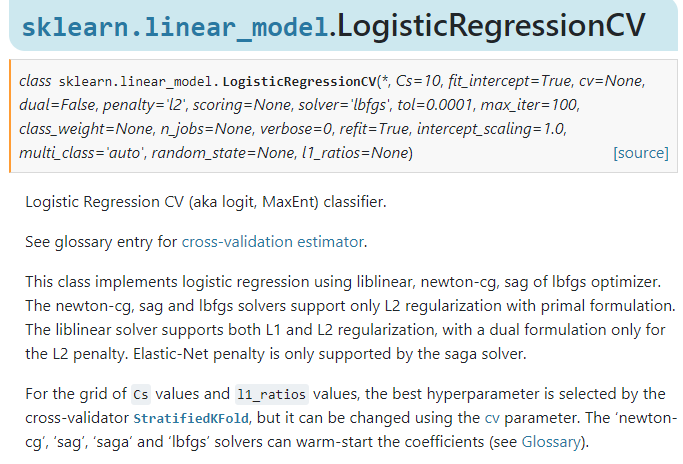 sklearn.linear_model.LogisticRegressionCV
class sklearn.linear_model.LogisticRegressionCV(*, Cs=10, fit_intercept=True, cv=None,
dual=False, penalty='l2', scoring=None, solver='lbfgs', tol=0.0001, max_iter=100,
class_weight=None, n_jobs=None, verbose=0, refit=True, intercept_scaling=1.0,
multi_class='auto', random_state=None, l1_ratios=None) [source]
Logistic Regression CV (aka logit, MaxEnt) classifier.
See glossary entry for cross-validation estimator.
This class implements logistic regression using liblinear, newton-cg, sag of lbfgs optimizer.
The newton-cg, sag and lbfgs solvers support only L2 regularization with primal formulation.
The liblinear solver supports both L1 and L2 regularization, with a dual formulation only for
the L2 penalty. Elastic-Net penalty is only supported by the saga solver.
For the grid of Cs values and l1_ratios values, the best hyperparameter is selected by the
cross-validator StratifiedKFold, but it can be changed using the cv parameter. The ‘newton-
cg’, ‘sag’, ‘saga’ and ‘lbfgs’ solvers can warm-start the coefficients (see Glossary).